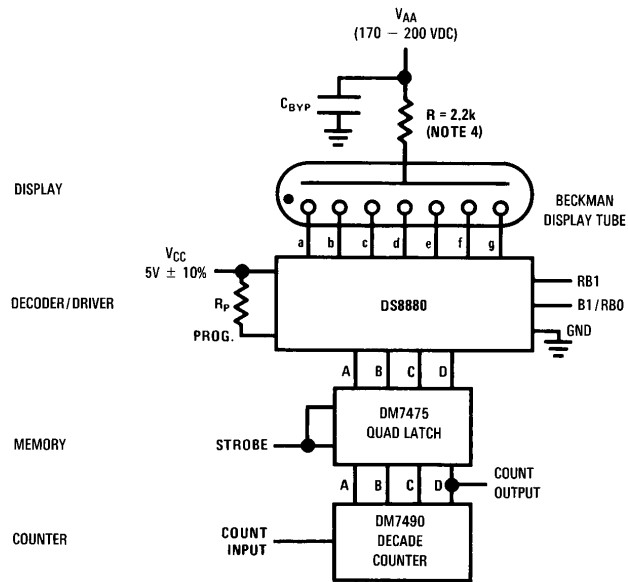 VAA
(170 – 200 VDC)
CBYP
R = 2.2k
(NOTE 4)
DISPLAY
BECKMAN
DISPLAY TUBE
a b c d e f g
VCC
5V ± 10%
RP
PROG.
DECODER/DRIVER
DS8880
RB1
B1/RB0
GND
A B C D
MEMORY
STROBE
DM7475
QUAD LATCH
A B C D
COUNT
OUTPUT
COUNTER
COUNT
INPUT
DM7490
DECADE
COUNTER